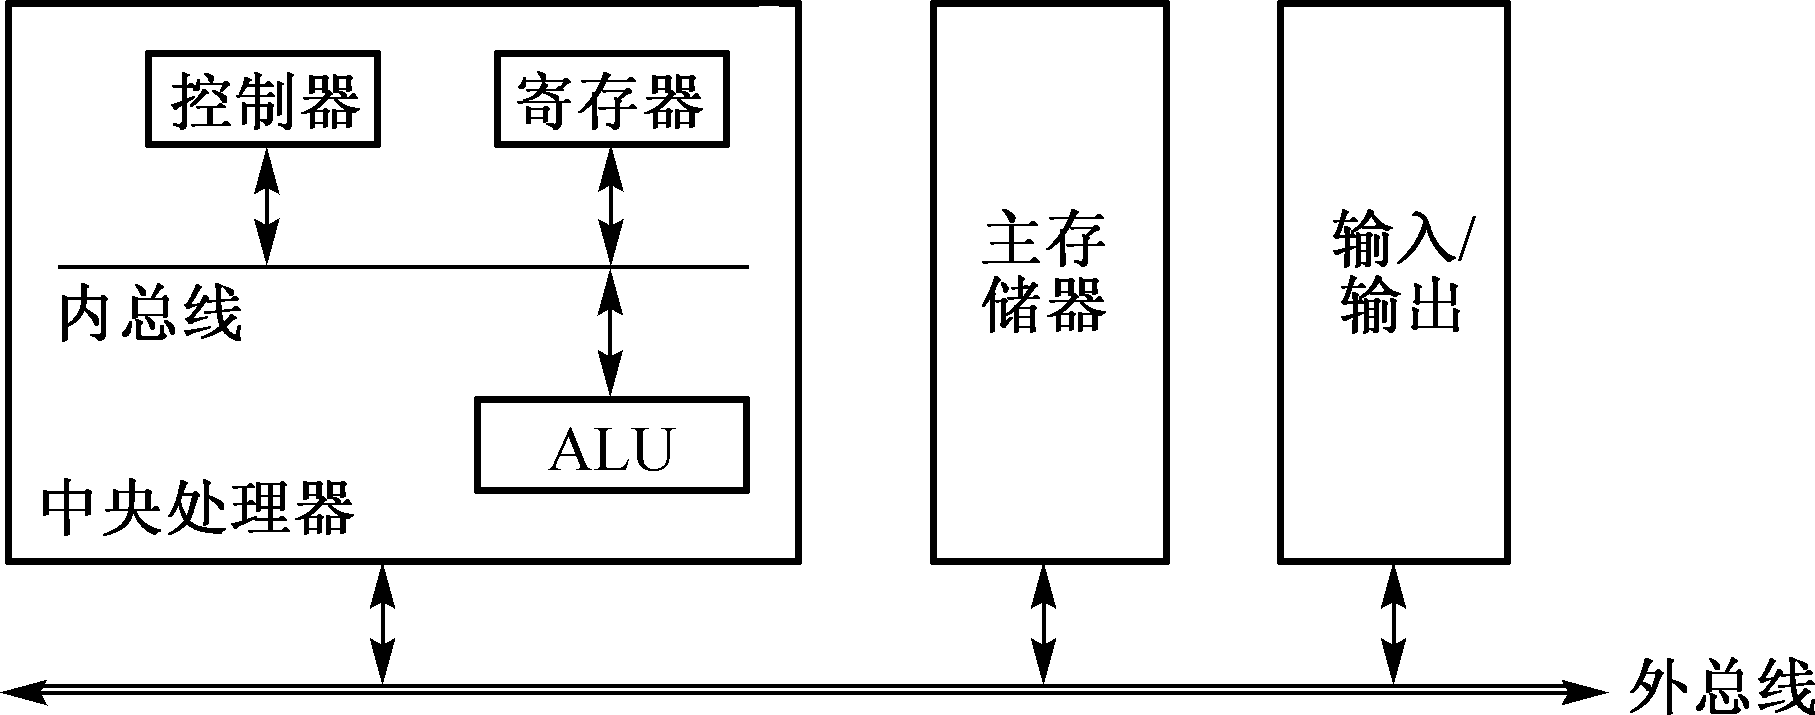 控制器
寄存器
内总线
ALU
中央处理器
主存
储器
输入/
输出
外总线